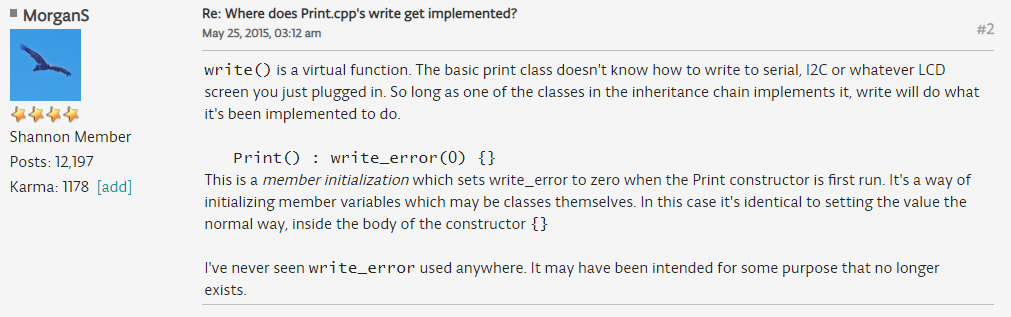 MorganS
Shannon Member
Posts: 12,197
Karma: 1178 [add]
Re: Where does Print.cpp's write get implemented?
May 25, 2015, 03:12 am
#2
write() is a virtual function. The basic print class doesn't know how to write to serial, I2C or whatever LCD
screen you just plugged in. So long as one of the classes in the inheritance chain implements it, write will do what
it's been implemented to do.
Print() : write_error(0) {}
This is a member initialization which sets write_error to zero when the Print constructor is first run. It's a way of
initializing member variables which may be classes themselves. In this case it's identical to setting the value the
normal way, inside the body of the constructor {}
I've never seen write_error used anywhere. It may have been intended for some purpose that no longer
exists.